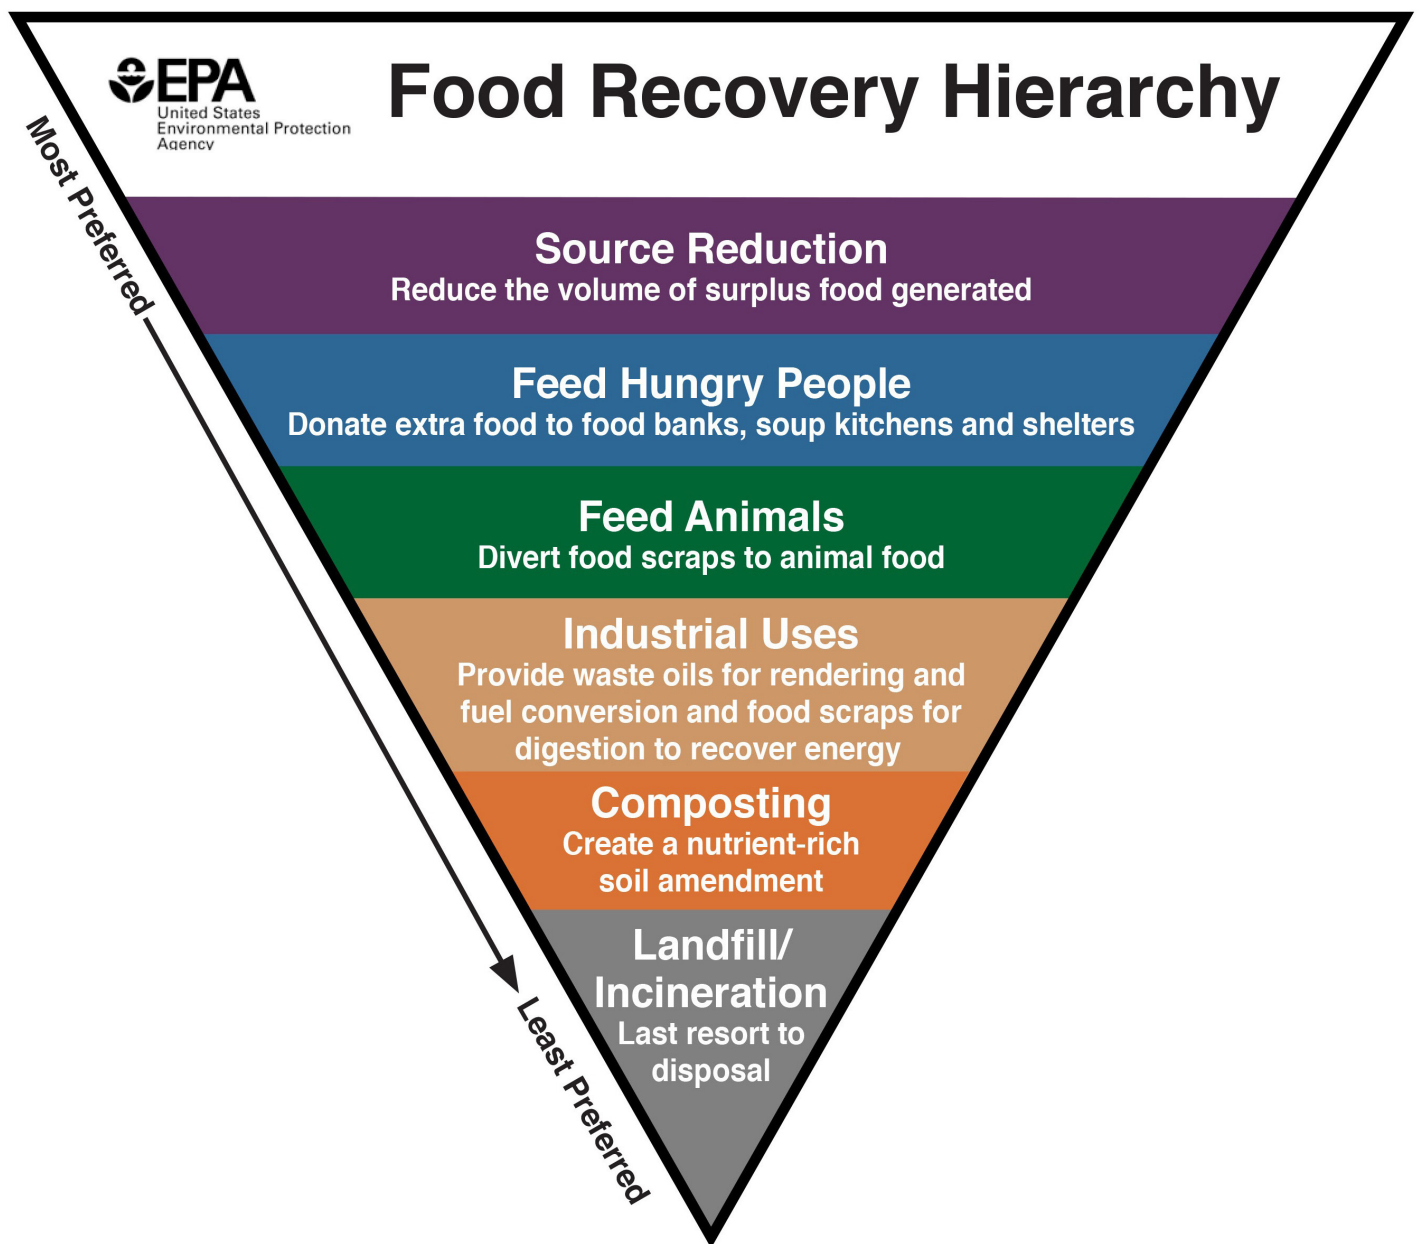 EPA
United States
Environmental Protection
Agency
Food Recovery Hierarchy
Most Preferred
Source Reduction
Reduce the volume of surplus food generated
Feed Hungry People
Donate extra food to food banks, soup kitchens and shelters
Feed Animals
Divert food scraps to animal food
Industrial Uses
Provide waste oils for rendering and
fuel conversion and food scraps for
digestion to recover energy
Composting
Create a nutrient-rich
soil amendment
Landfill/
Incineration
Last resort to
disposal
Least Preferred